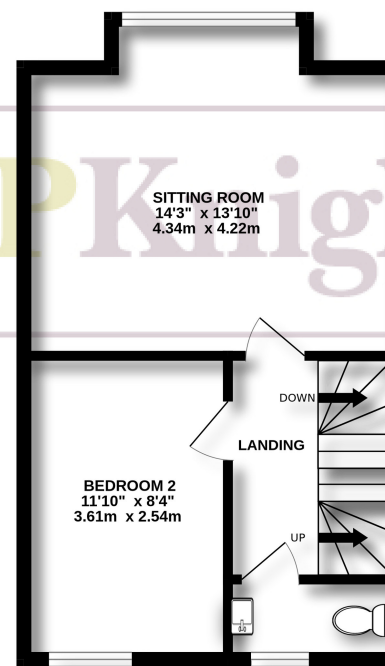 PKnigh
SITTING ROOM
14'3" x 13'10"
4.34m x 4.22m
DOWN
LANDING
BEDROOM 2
11'10" x 8'4"
3.61m x 2.54m
UP